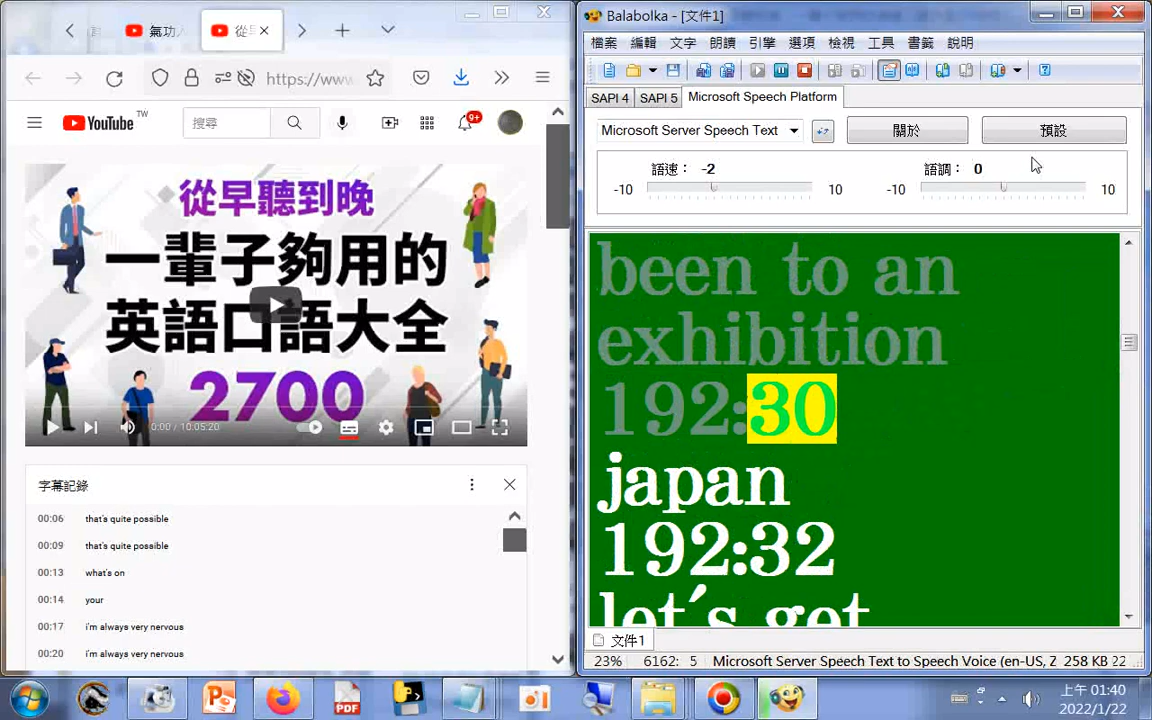 氣功人
從
https://www
YouTube TW
搜尋
9+
從早聽到晚
一輩子夠用的
英語口語大全
2700
0:00 / 10:05:20
字幕記錄
00:06 that's quite possible
00:09 that's quite possible
00:13 what's on
00:14 your
00:17 i'm always very nervous
00:20 i'm always very nervous
Balabolka - [文件1]
檔案 編輯 文字 朗讀 引擎 選項 檢視 工具 書籤 說明
SAPI 4 SAPI 5 Microsoft Speech Platform
Microsoft Server Speech Text 關於 預設
語速： -2 語調： 0
-10 10 -10 10
been to an
exhibition
192:30
japan
192:32
let's get
文件1
23% 6162: 5 Microsoft Server Speech Text to Speech Voice (en-US, Z 258 KB 22
PDF
上午 01:40
2022/1/22